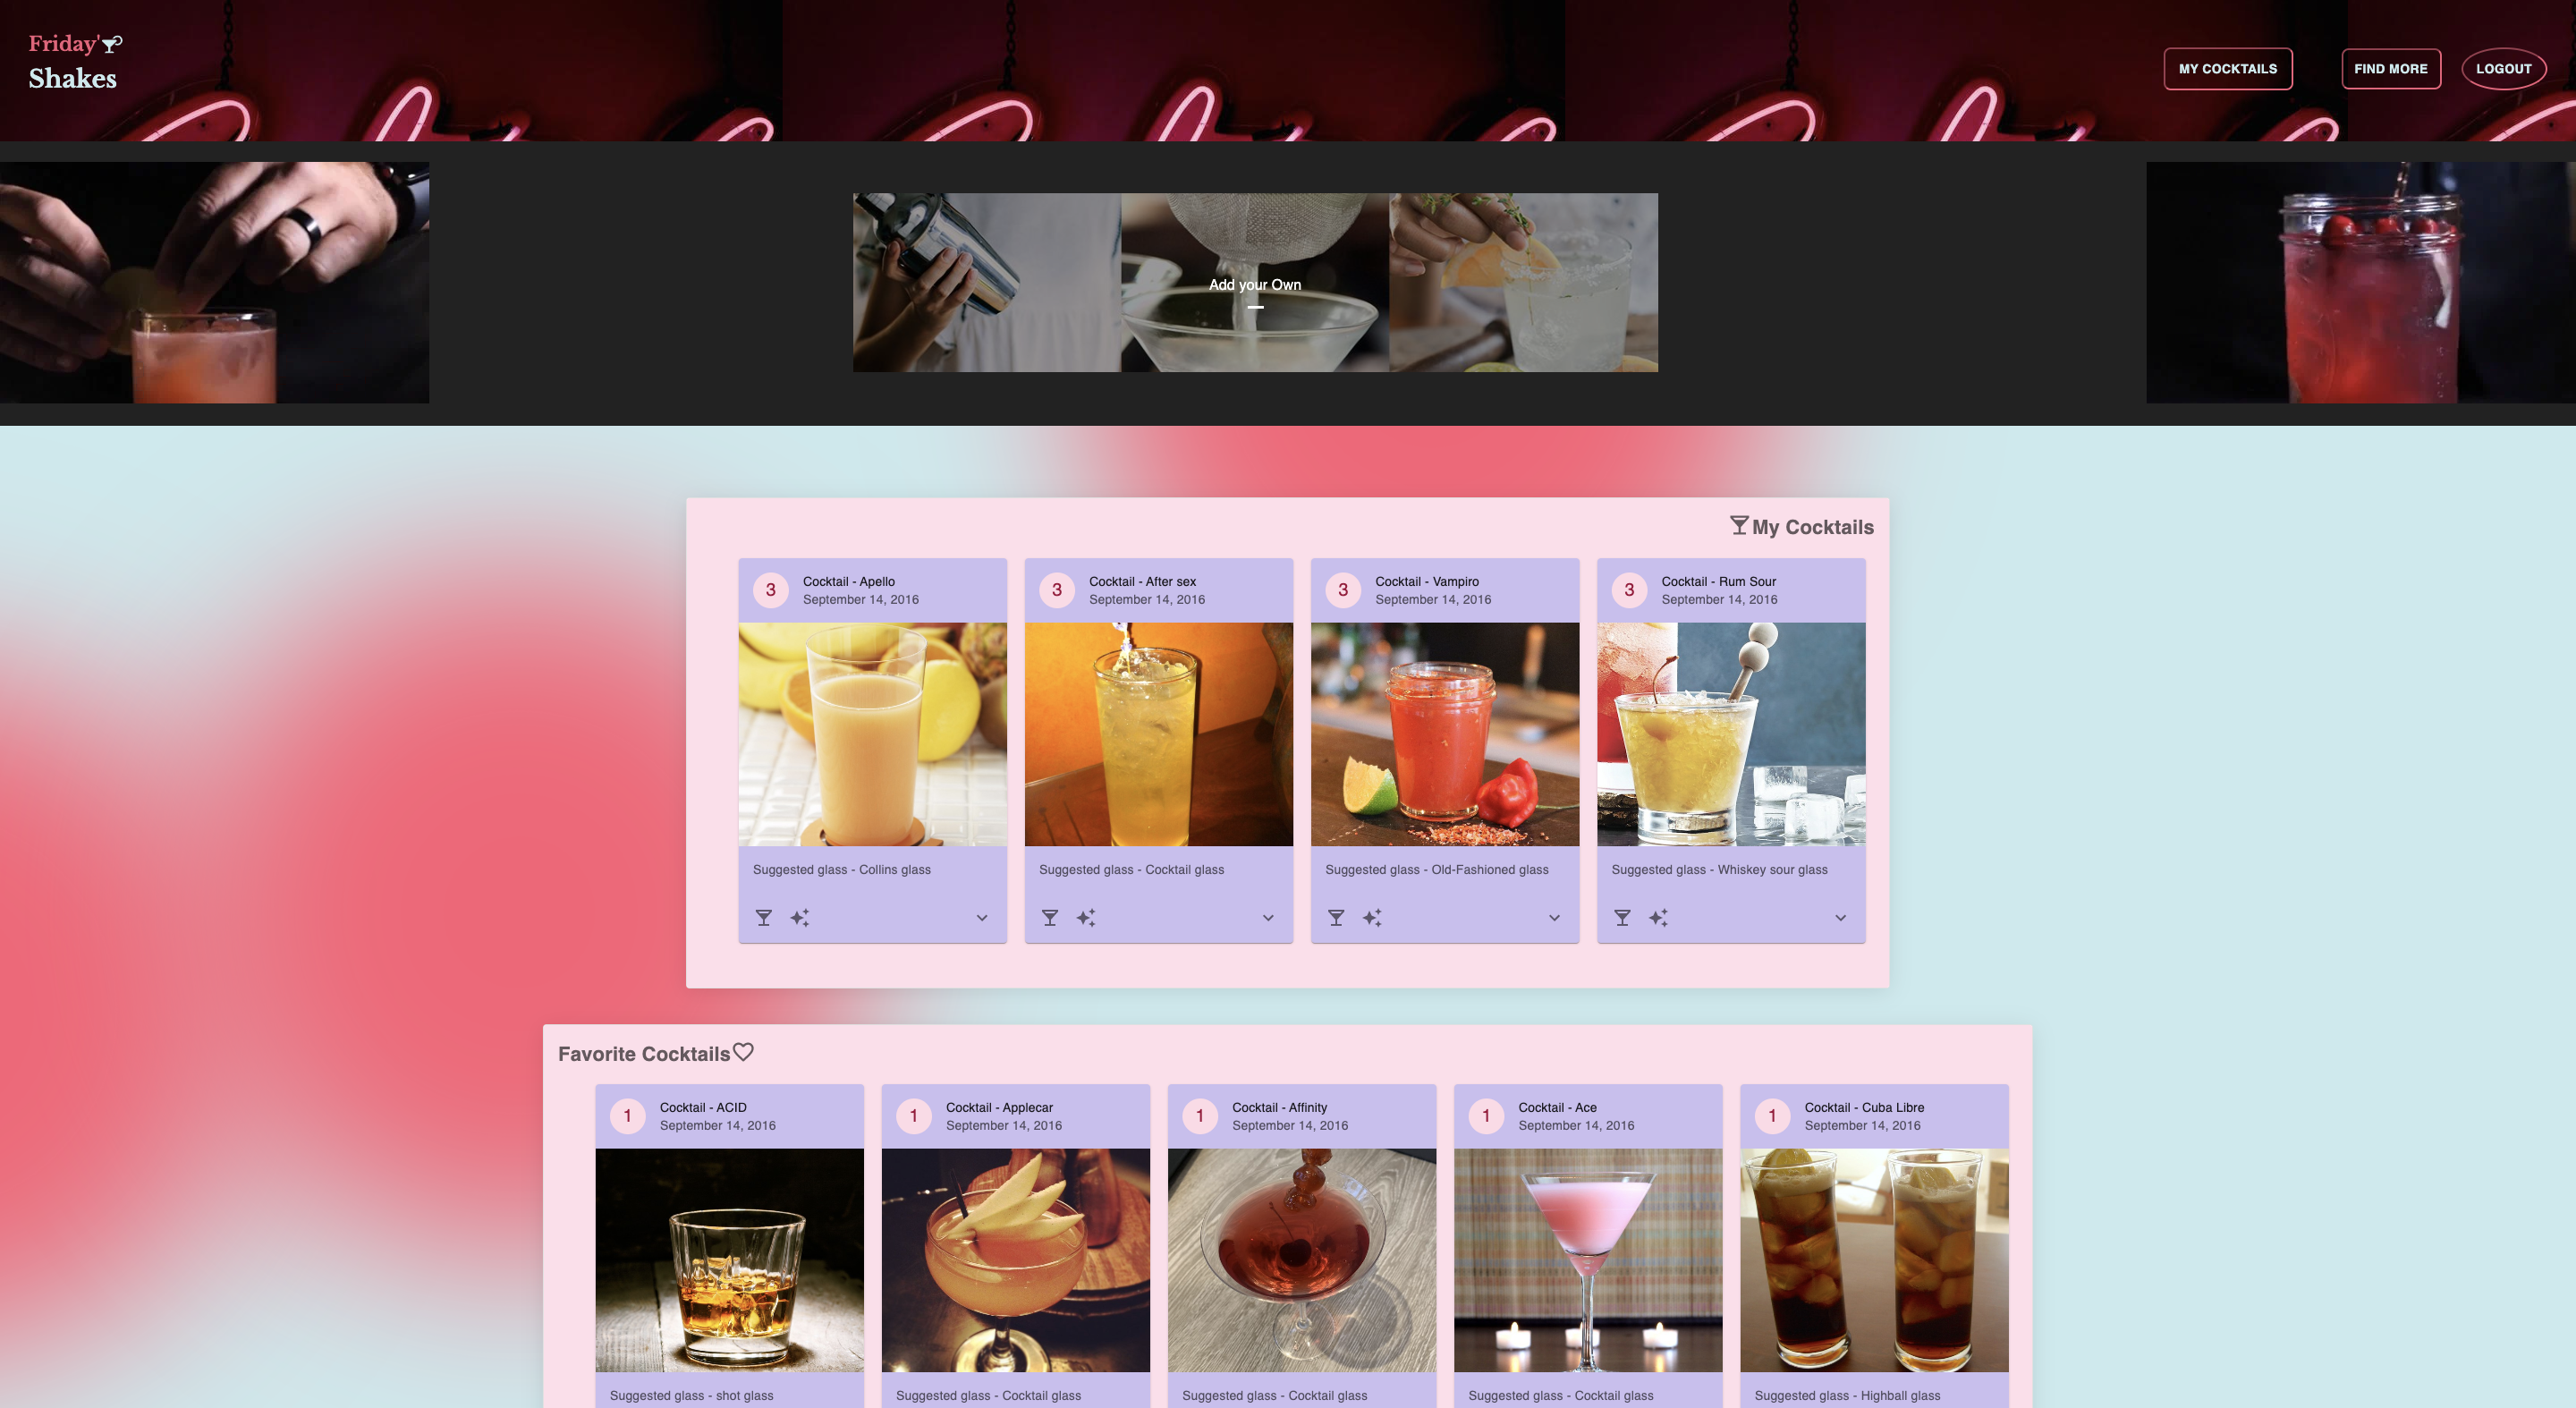 Friday'
Shakes
MY COCKTAILS
FIND MORE
LOGOUT
Add your Own
My Cocktails
3
Cocktail - Apello
September 14, 2016
Suggested glass - Collins glass
3
Cocktail - After sex
September 14, 2016
Suggested glass - Cocktail glass
3
Cocktail - Vampiro
September 14, 2016
Suggested glass - Old-Fashioned glass
3
Cocktail - Rum Sour
September 14, 2016
Suggested glass - Whiskey sour glass
Favorite Cocktails
1
Cocktail - ACID
September 14, 2016
Suggested glass - shot glass
1
Cocktail - Applecar
September 14, 2016
Suggested glass - Cocktail glass
1
Cocktail - Affinity
September 14, 2016
Suggested glass - Cocktail glass
1
Cocktail - Ace
September 14, 2016
Suggested glass - Cocktail glass
1
Cocktail - Cuba Libre
September 14, 2016
Suggested glass - Highball glass